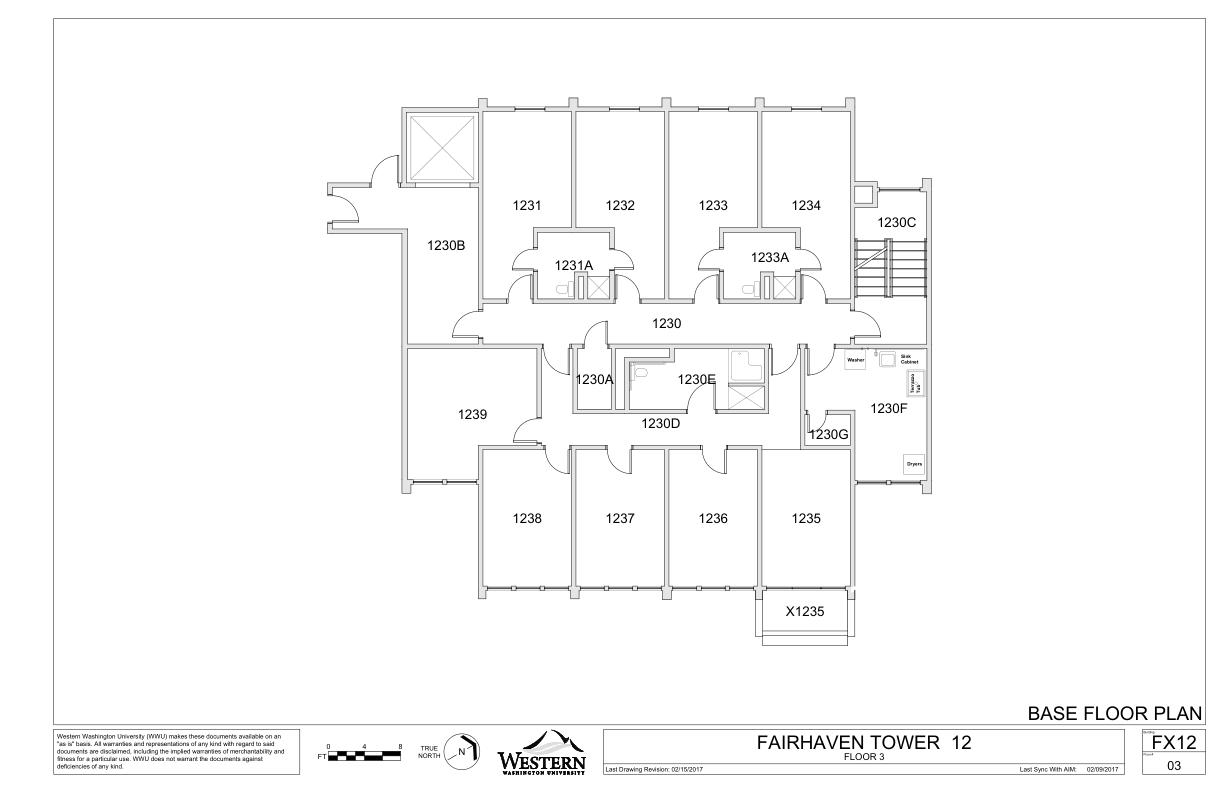 1231
1232
1233
1234
1230C
1230B
1231A
1233A
1230
Washer
Sink
Cabinet
Terrazzo
Tub
1230A
1230E
1239
1230F
1230D
1230G
Dryers
1238
1237
1236
1235
X1235
BASE FLOOR PLAN
Western Washington University (WWU) makes these documents available on an
"as is" basis. All warranties and representations of any kind with regard to said
documents are disclaimed, including the implied warranties of merchantability and
fitness for a particular use. WWU does not warrant the documents against
deficiencies of any kind.
0 4 8
FT
TRUE
NORTH
N
WESTERN
WASHINGTON UNIVERSITY
FAIRHAVEN TOWER 12
FLOOR 3
Last Drawing Revision: 02/15/2017
Last Sync With AIM: 02/09/2017
FX12
03